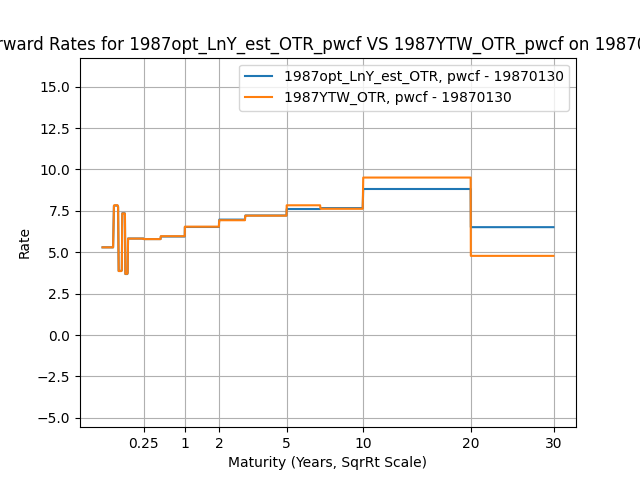 rward Rates for 1987opt_LnY_est_OTR_pwcf VS 1987YTW_OTR_pwcf on 19870
1987opt_LnY_est_OTR, pwcf - 19870130
1987YTW_OTR, pwcf - 19870130
15.0
12.5
10.0
7.5
5.0
2.5
0.0
−2.5
−5.0
Rate
0.25 1 2 5 10 20 30
Maturity (Years, SqrRt Scale)